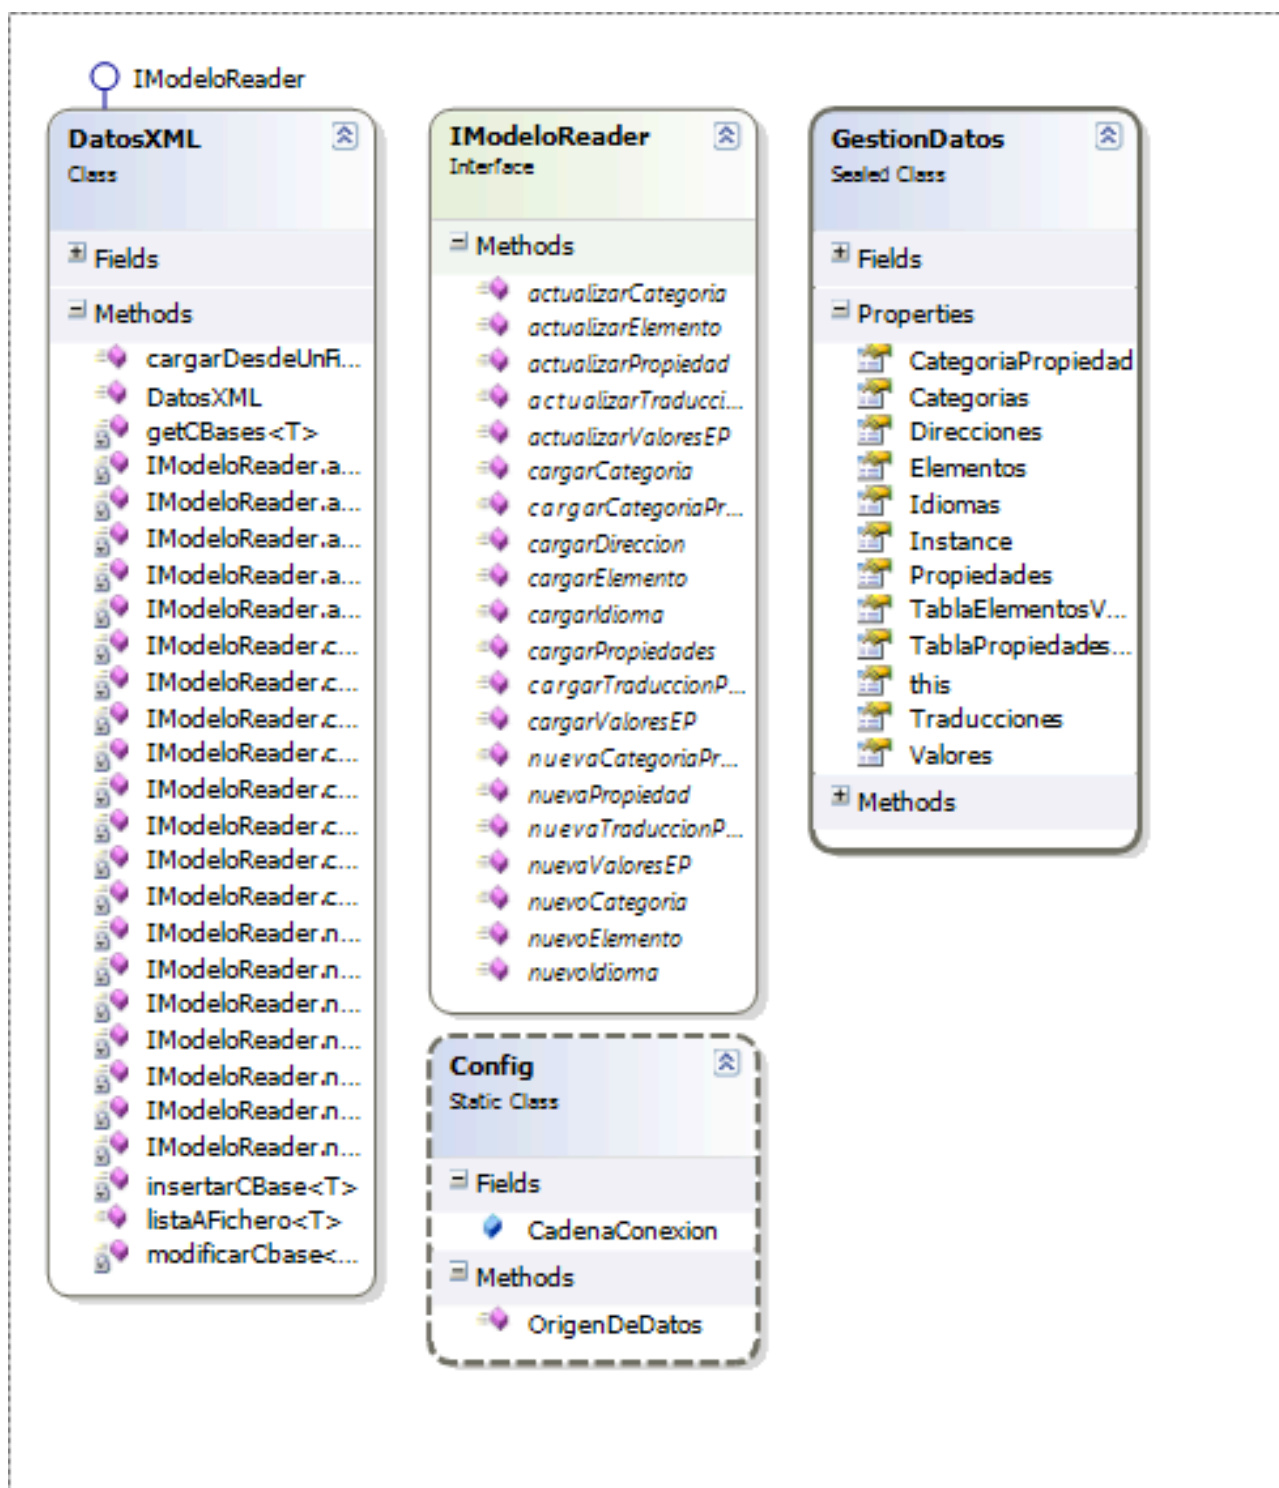 IModeloReader
DatosXML
Class
Fields
Methods
cargarDesdeUnFi...
DatosXML
getCBases<T>
IModeloReader.a...
IModeloReader.a...
IModeloReader.a...
IModeloReader.a...
IModeloReader.a...
IModeloReader.c...
IModeloReader.c...
IModeloReader.c...
IModeloReader.c...
IModeloReader.c...
IModeloReader.c...
IModeloReader.c...
IModeloReader.c...
IModeloReader.n...
IModeloReader.n...
IModeloReader.n...
IModeloReader.n...
IModeloReader.n...
IModeloReader.n...
IModeloReader.n...
insertarCBase<T>
listaAFichero<T>
modificarCbase<...
IModeloReader
Interface
Methods
actualizarCategoria
actualizarElemento
actualizarPropiedad
actualizarTraducci...
actualizarValoresEP
cargarCategoria
cargarCategoriaPr...
cargarDireccion
cargarElemento
cargarIdioma
cargarPropiedades
cargarTraduccionP...
cargarValoresEP
nuevaCategoriaPr...
nuevaPropiedad
nuevaTraduccionP...
nuevaValoresEP
nuevoCategoria
nuevoElemento
nuevoIdioma
Config
Static Class
Fields
CadenaConexion
Methods
OrigenDeDatos
GestionDatos
Sealed Class
Fields
Properties
CategoriaPropiedad
Categorias
Direcciones
Elementos
Idiomas
Instance
Propiedades
TablaElementosV...
TablaPropiedades...
this
Traducciones
Valores
Methods